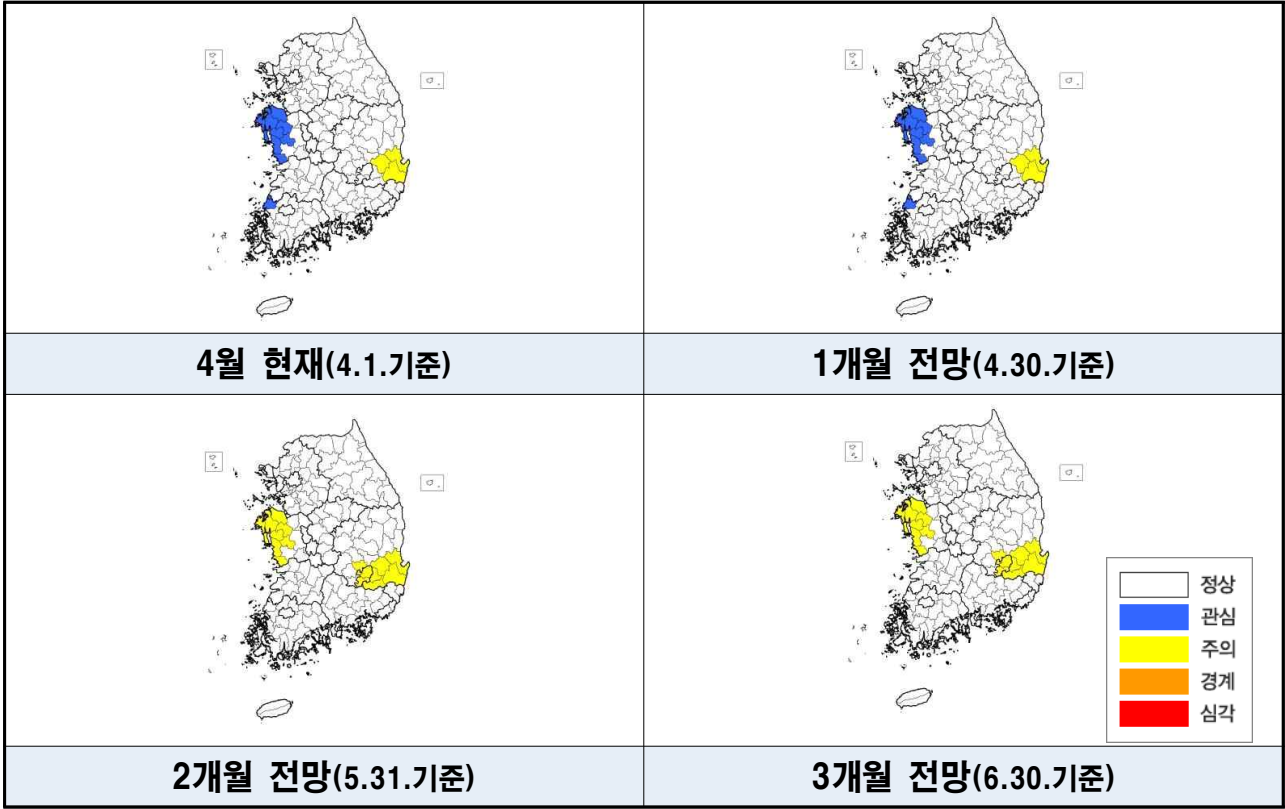 4월 현재(4.1.기준)
1개월 전망(4.30.기준)
정상
관심
주의
경계
심각
2개월 전망(5.31.기준)
3개월 전망(6.30.기준)